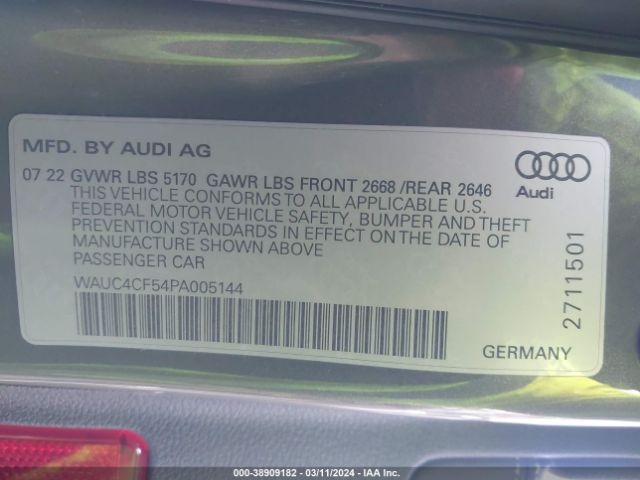 MFD. BY AUDI AG
07 22 GVWR LBS 5170 GAWR LBS FRONT 2668 /REAR 2646
THIS VEHICLE CONFORMS TO ALL APPLICABLE U.S.
FEDERAL MOTOR VEHICLE SAFETY, BUMPER AND THEFT
PREVENTION STANDARDS IN EFFECT ON THE DATE OF
MANUFACTURE SHOWN ABOVE
PASSENGER CAR
WAUC4CF54PA005144
Audi
2711501
GERMANY
000-38909182 - 03/11/2024 - IAA Inc.